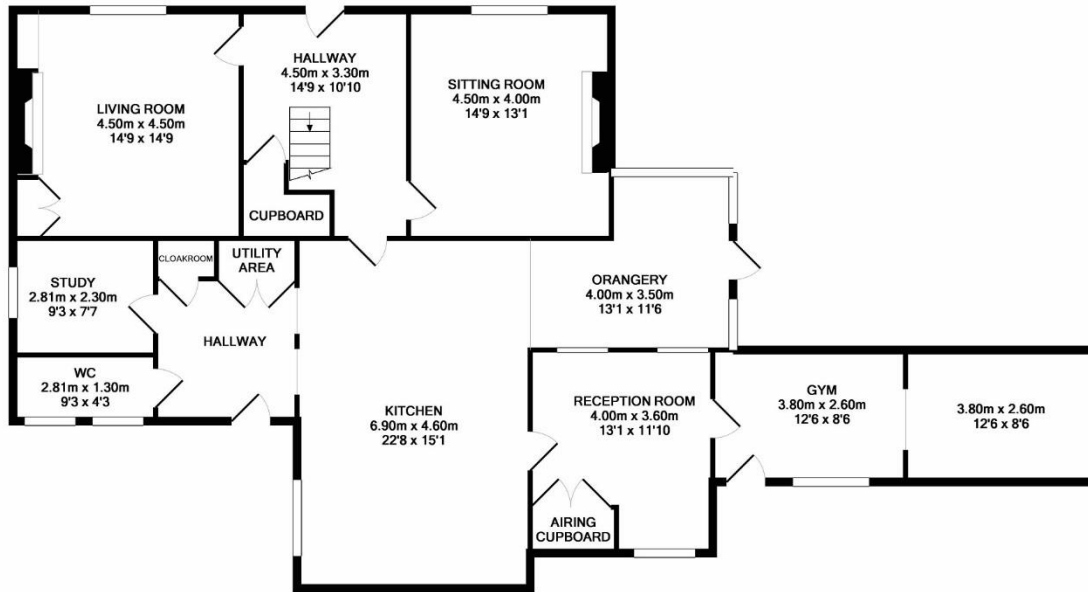 HALLWAY
4.50m x 3.30m
14'9 x 10'10
SITTING ROOM
4.50m x 4.00m
14'9 x 13'1
LIVING ROOM
4.50m x 4.50m
14'9 x 14'9
CUPBOARD
CLOAKROOM
UTILITY
AREA
STUDY
2.81m x 2.30m
9'3 x 7'7
ORANGERY
4.00m x 3.50m
13'1 x 11'6
HALLWAY
WC
2.81m x 1.30m
9'3 x 4'3
KITCHEN
6.90m x 4.60m
22'8 x 15'1
RECEPTION ROOM
4.00m x 3.60m
13'1 x 11'10
GYM
3.80m x 2.60m
12'6 x 8'6
3.80m x 2.60m
12'6 x 8'6
AIRING
CUPBOARD